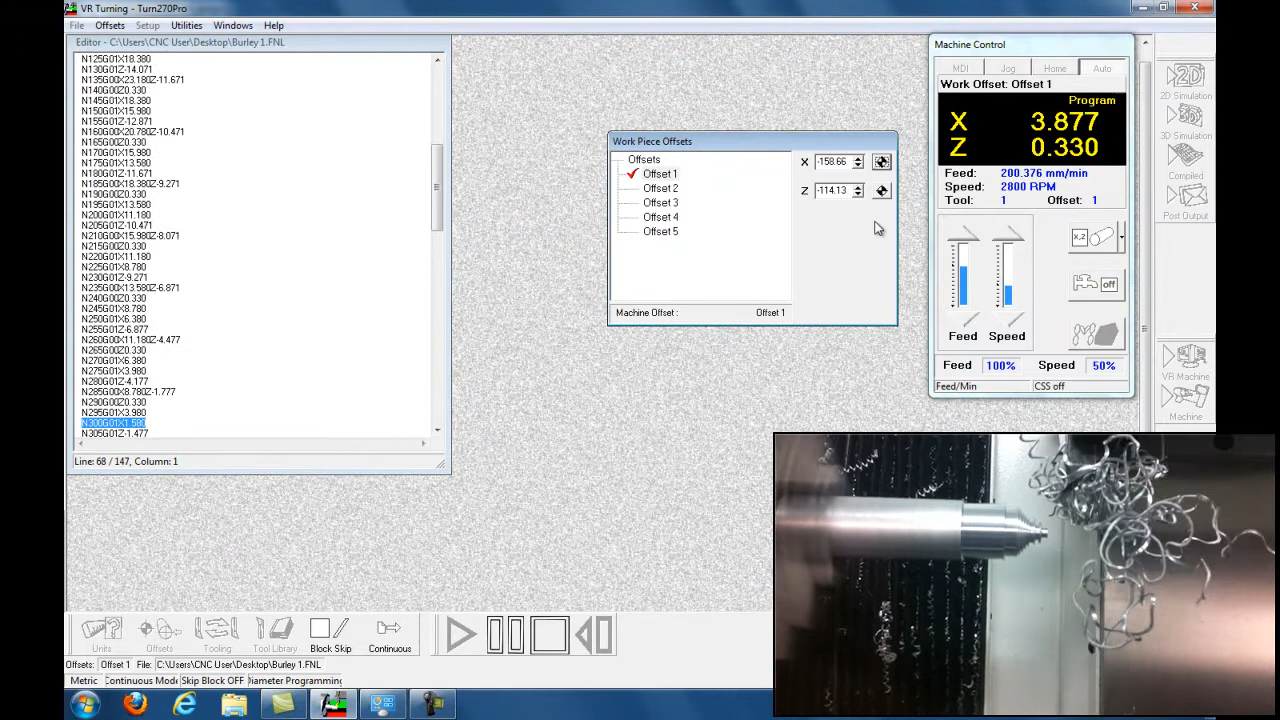 VR Turning - Turn270Pro
File Offsets Setup Utilities Windows Help
Editor - C:\Users\CNC User\Desktop\Burley 1.FNL
N125G01X18.380
N130G01Z-14.071
N135G00X23.180Z-11.671
N140G00Z0.330
N145G01X18.380
N150G01X15.980
N155G01Z-12.871
N160G00X20.780Z-10.471
N165G00Z0.330
N170G01X15.980
N175G01X13.580
N180G01Z-11.671
N185G00X18.380Z-9.271
N190G00Z0.330
N195G01X13.580
N200G01X11.180
N205G01Z-10.471
N210G00X15.980Z-8.071
N215G00Z0.330
N220G01X11.180
N225G01X8.780
N230G01Z-9.271
N235G00X13.580Z-6.871
N240G00Z0.330
N245G01X8.780
N250G01X6.380
N255G01Z-6.877
N260G00X11.180Z-4.477
N265G00Z0.330
N270G01X6.380
N275G01X3.980
N280G01Z-4.177
N285G00X8.780Z-1.777
N290G00Z0.330
N295G01X3.980
N300G01X1.580
N305G01Z-1.477
Line: 68 / 147, Column: 1
Work Piece Offsets
Offsets
Offset 1
Offset 2
Offset 3
Offset 4
Offset 5
X -158.66
Z -114.13
Machine Offset : Offset 1
Machine Control
MDI Jog Home Auto
Work Offset: Offset 1
Program
X 3.877
Z 0.330
Feed: 200.376 mm/min
Speed: 2800 RPM
Tool: 1 Offset: 1
x,z
off
Feed Speed
Feed 100% Speed 50%
Feed/Min CSS off
2D
2D Simulation
3D
3D Simulation
Compiled
Post Output
VR Machine
Machine
Units Offsets Tooling Tool Library Block Skip Continuous
Offsets: Offset 1 File: C:\Users\CNC User\Desktop\Burley 1.FNL
Metric Continuous Mode Skip Block OFF Diameter Programming